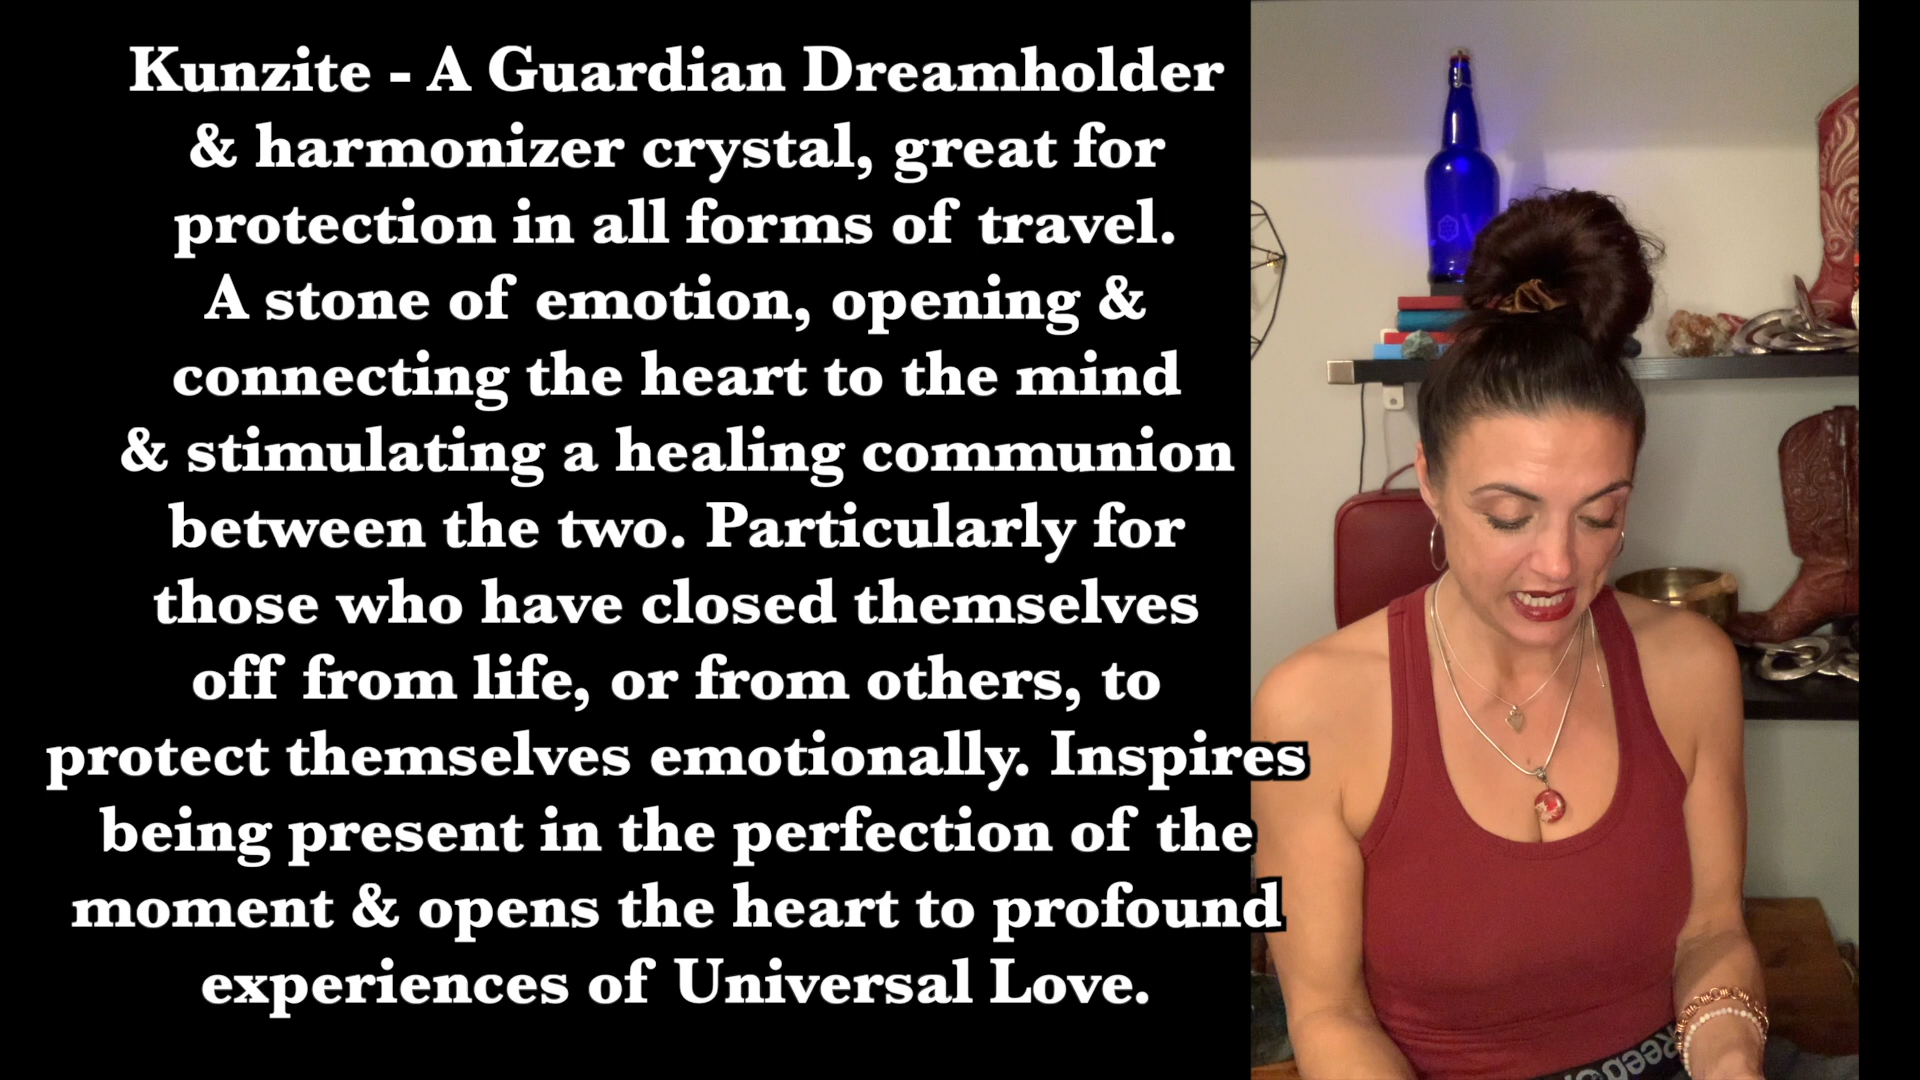 Kunzite - A Guardian Dreamholder
& harmonizer crystal, great for
protection in all forms of travel.
A stone of emotion, opening &
connecting the heart to the mind
& stimulating a healing communion
between the two. Particularly for
those who have closed themselves
off from life, or from others, to
protect themselves emotionally. Inspires
being present in the perfection of the
moment & opens the heart to profound
experiences of Universal Love.